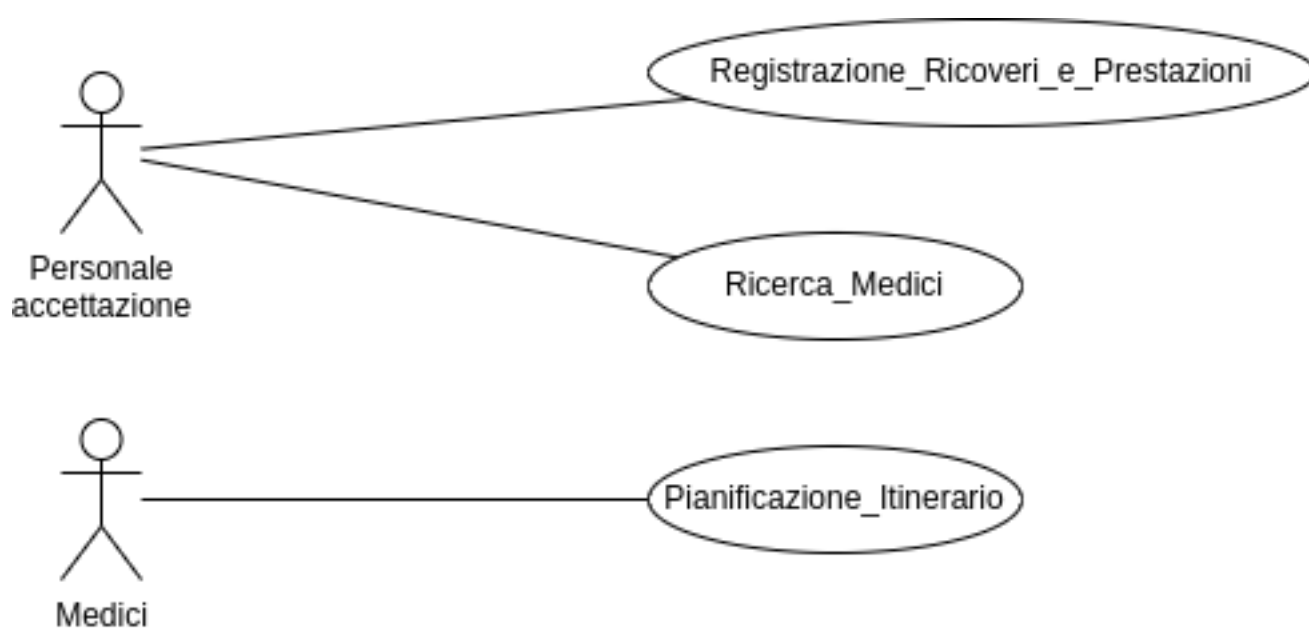 Registrazione_Ricoveri_e_Prestazioni
Personale
accettazione
Ricerca_Medici
Pianificazione_Itinerario
Medici